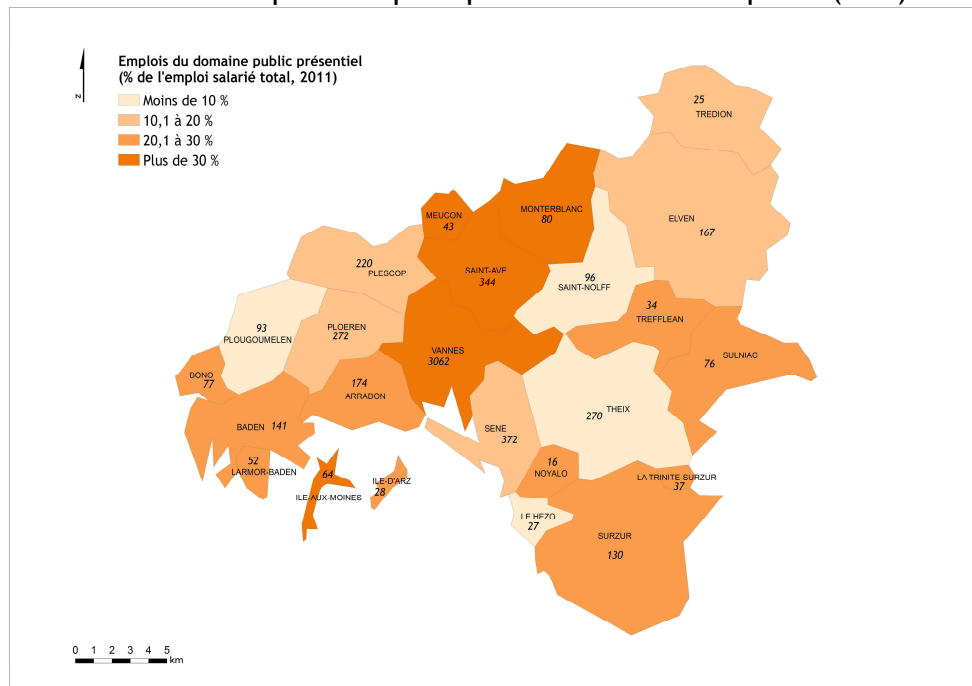 Emplois du domaine public présentiel
(% de l'emploi salarié total, 2011)
Moins de 10 %
10,1 à 20 %
20,1 à 30 %
Plus de 30 %
N
25
TREDION
ELVEN
167
MONTERBLANC
80
MEUCON
43
SAINT-AVE
344
220
PLESCOP
96
SAINT-NOLFF
34
TREFFLEAN
SULNIAC
76
93
PLOUGOUMELEN
PLOEREN
272
VANNES
3062
BONO
77
174
ARRADON
270 THEIX
BADEN 141
SENE
372
52
LARMOR-BADEN
64
ILE-AUX-MOINES
ILE-D'ARZ
28
16
NOYALO
LA TRINITE SURZUR
37
LE HEZO
27
SURZUR
130
0 1 2 3 4 5
km